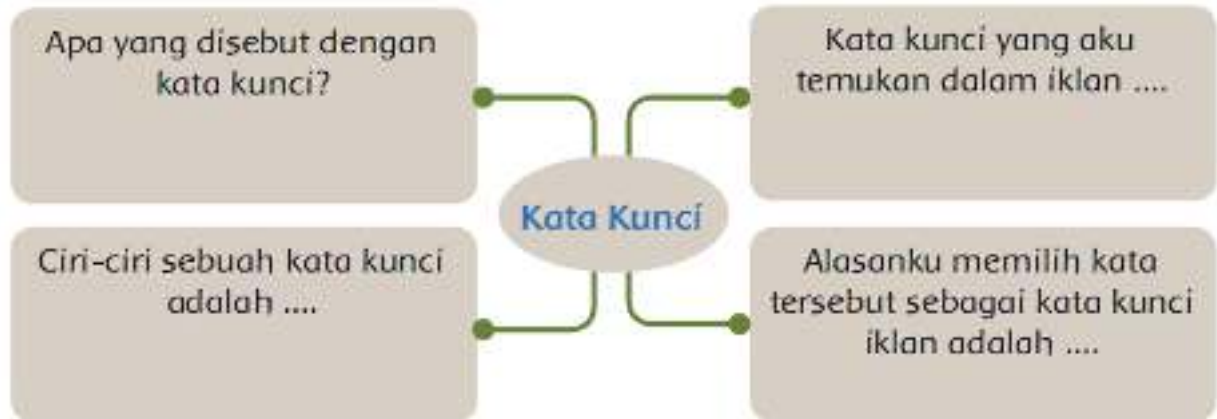 Apa yang disebut dengan
kata kunci?
Kata kunci yang aku
temukan dalam iklan ....
Kata Kunci
Ciri-ciri sebuah kata kunci
adalah ....
Alasanku memilih kata
tersebut sebagai kata kunci
iklan adalah ....